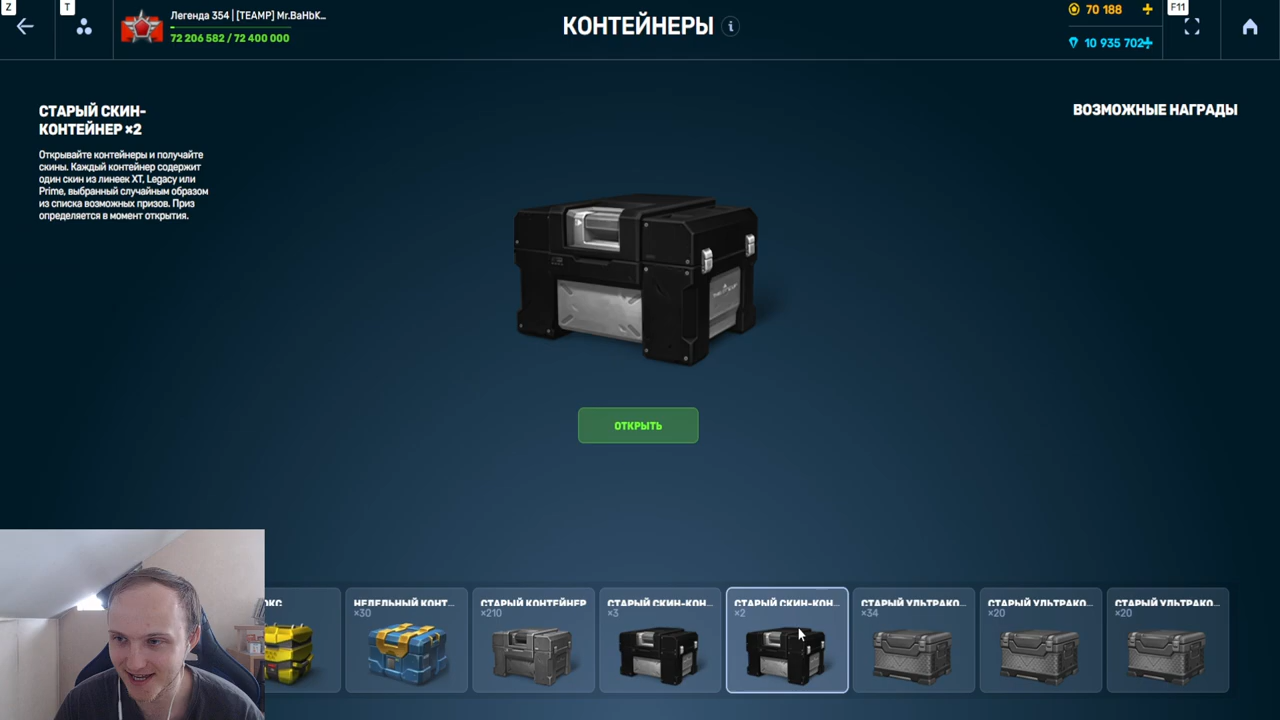 Z
T
Легенда 354 | [TEAMP] Mr.BaHbK...
72 206 582 / 72 400 000
КОНТЕЙНЕРЫ
i
70 188
10 935 702
F11
СТАРЫЙ СКИН-
КОНТЕЙНЕР ×2
Открывайте контейнеры и получайте
скины. Каждый контейнер содержит
один скин из линеек XT, Legacy или
Prime, выбранный случайным образом
из списка возможных призов. Приз
определяется в момент открытия.
ВОЗМОЖНЫЕ НАГРАДЫ
ОТКРЫТЬ
НЕДЕЛЬНЫЙ КОНТ...
×30
СТАРЫЙ КОНТЕЙНЕР
×210
СТАРЫЙ СКИН-КОН...
×3
СТАРЫЙ СКИН-КОН...
×2
СТАРЫЙ УЛЬТРАКО...
×34
СТАРЫЙ УЛЬТРАКО...
×20
СТАРЫЙ УЛЬТРАКО...
×20